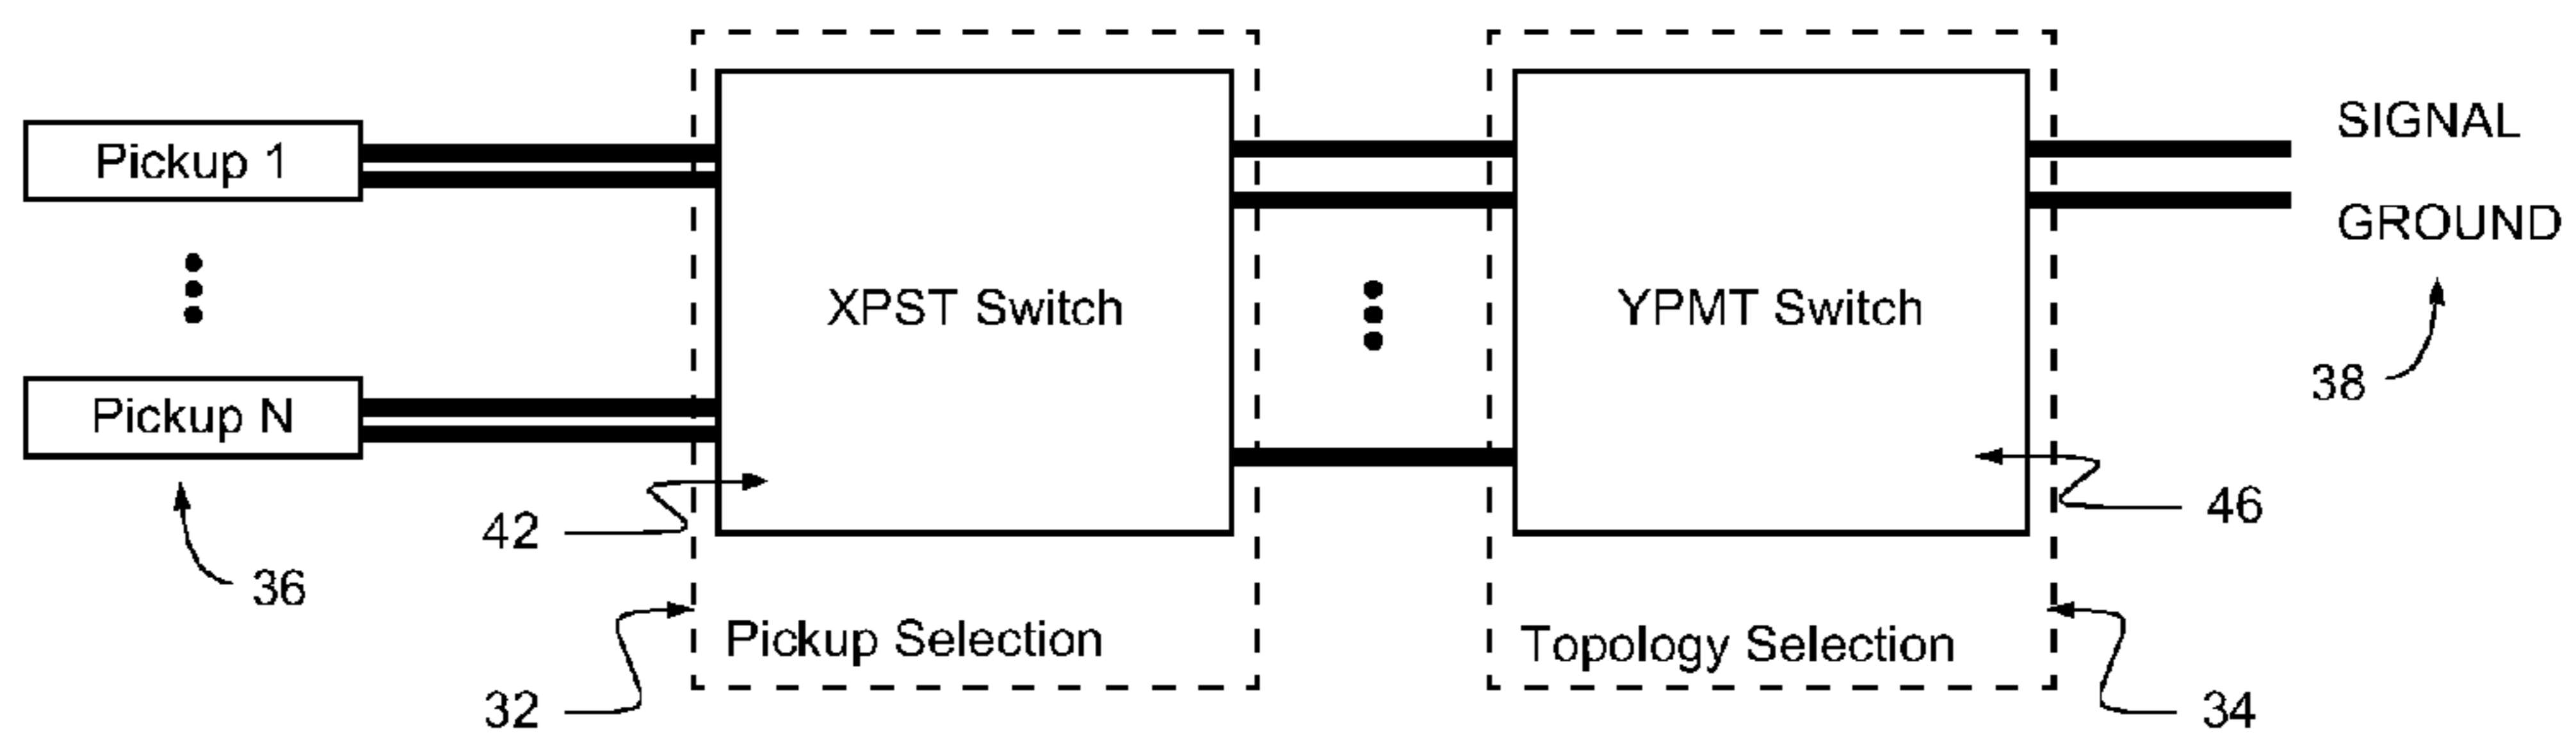 SIGNAL
Pickup 1
GROUND
XPST Switch
YPMT Switch
38
Pickup N
42
46
36
Pickup Selection
Topology Selection
32
34